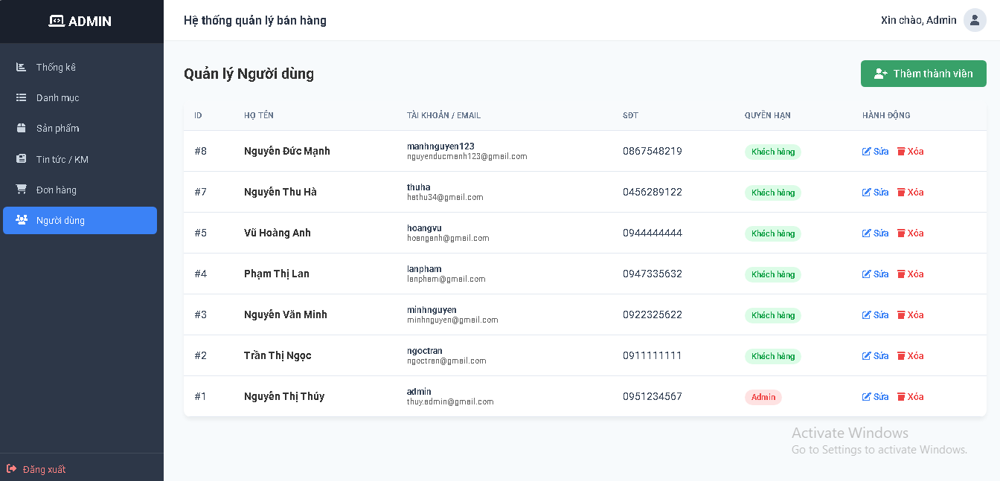 ADMIN
Hệ thống quản lý bán hàng
Xin chào, Admin
Thống kê
Danh mục
Sản phẩm
Tin tức / KM
Đơn hàng
Người dùng
Đăng xuất
Quản lý Người dùng
Thêm thành viên
ID HỌ TÊN TÀI KHOẢN / EMAIL SĐT QUYỀN HẠN HÀNH ĐỘNG
#8 Nguyễn Đức Mạnh manhnguyen123 0867548219 Khách hàng Sửa Xóa
nguyenducmanh123@gmail.com
#7 Nguyễn Thu Hà thuha 0456289122 Khách hàng Sửa Xóa
hathu34@gmail.com
#5 Vũ Hoàng Anh hoangvu 0944444444 Khách hàng Sửa Xóa
hoanganh@gmail.com
#4 Phạm Thị Lan lanpham 0947335632 Khách hàng Sửa Xóa
lanpham@gmail.com
#3 Nguyễn Văn Minh minhnguyen 0922325622 Khách hàng Sửa Xóa
minhnguyen@gmail.com
#2 Trần Thị Ngọc ngoctran 0911111111 Khách hàng Sửa Xóa
ngoctran@gmail.com
#1 Nguyễn Thị Thúy admin 0951234567 Admin Sửa Xóa
thuy.admin@gmail.com
Activate Windows
Go to Settings to activate Windows.